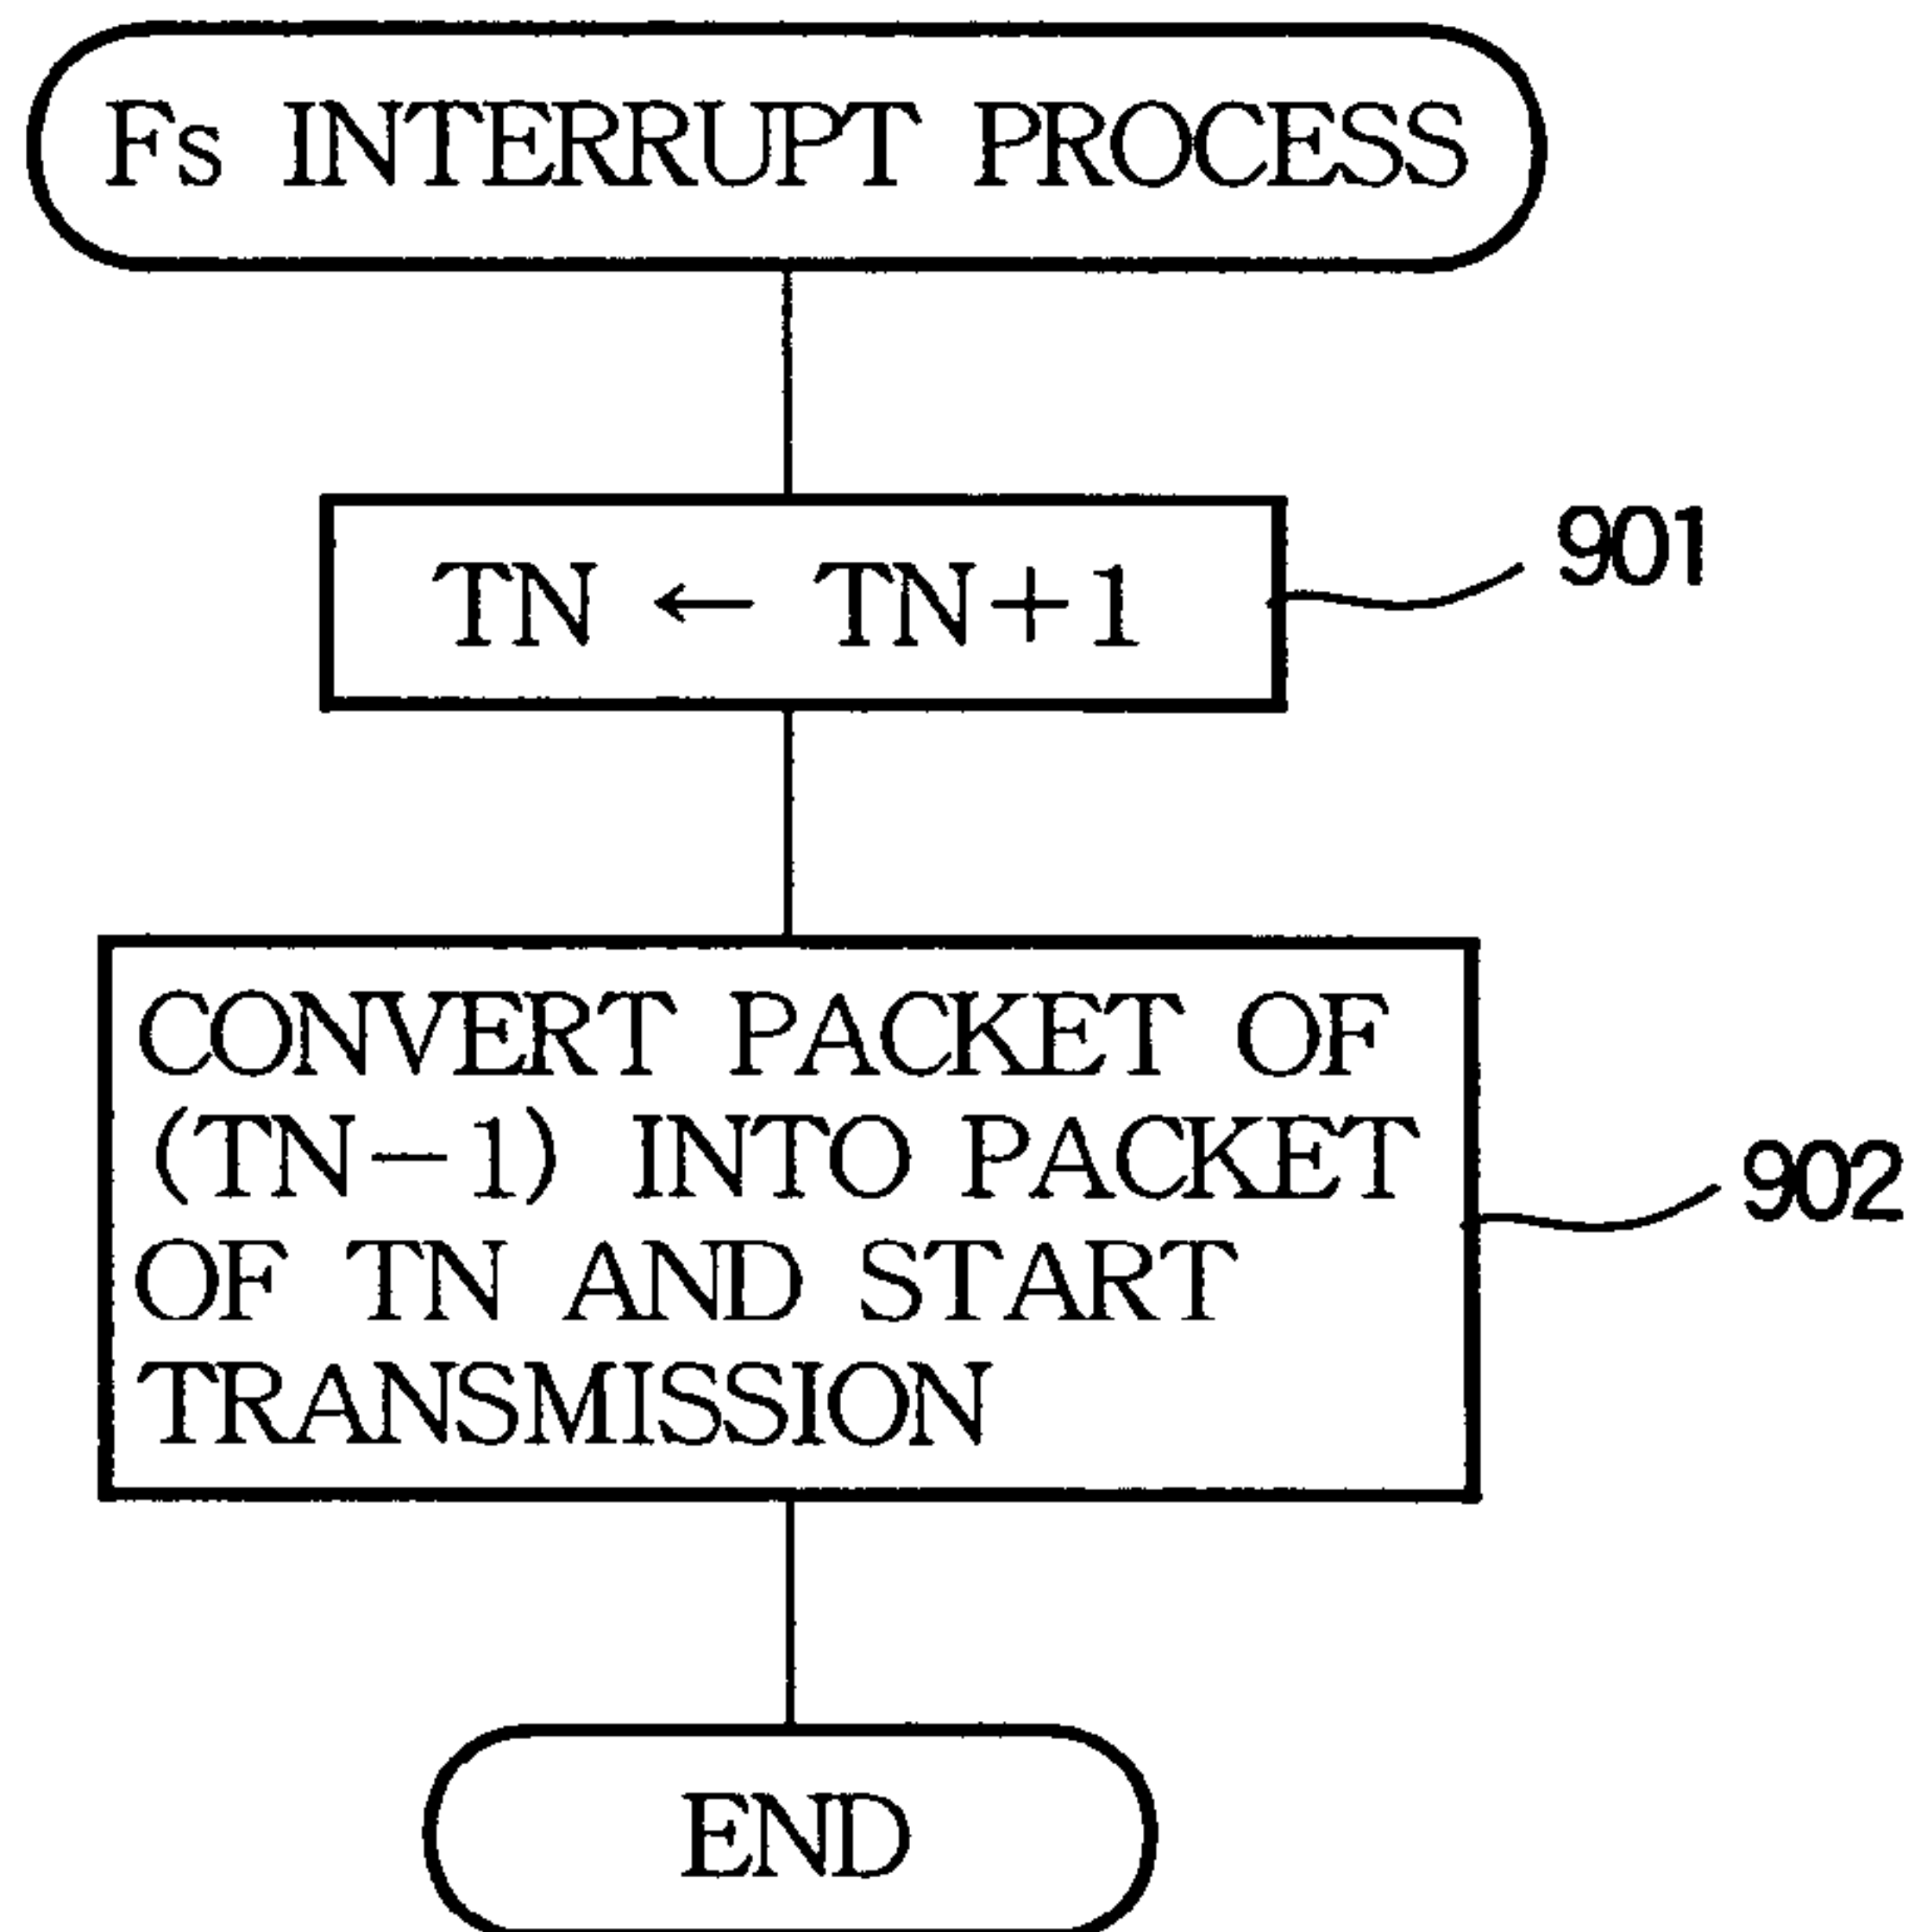 Fs INTERRUPT PROCESS
TN ← TN+1
901
CONVERT PACKET OF
(TN-1) INTO PACKET
OF TN AND START
TRANSMISSION
902
END